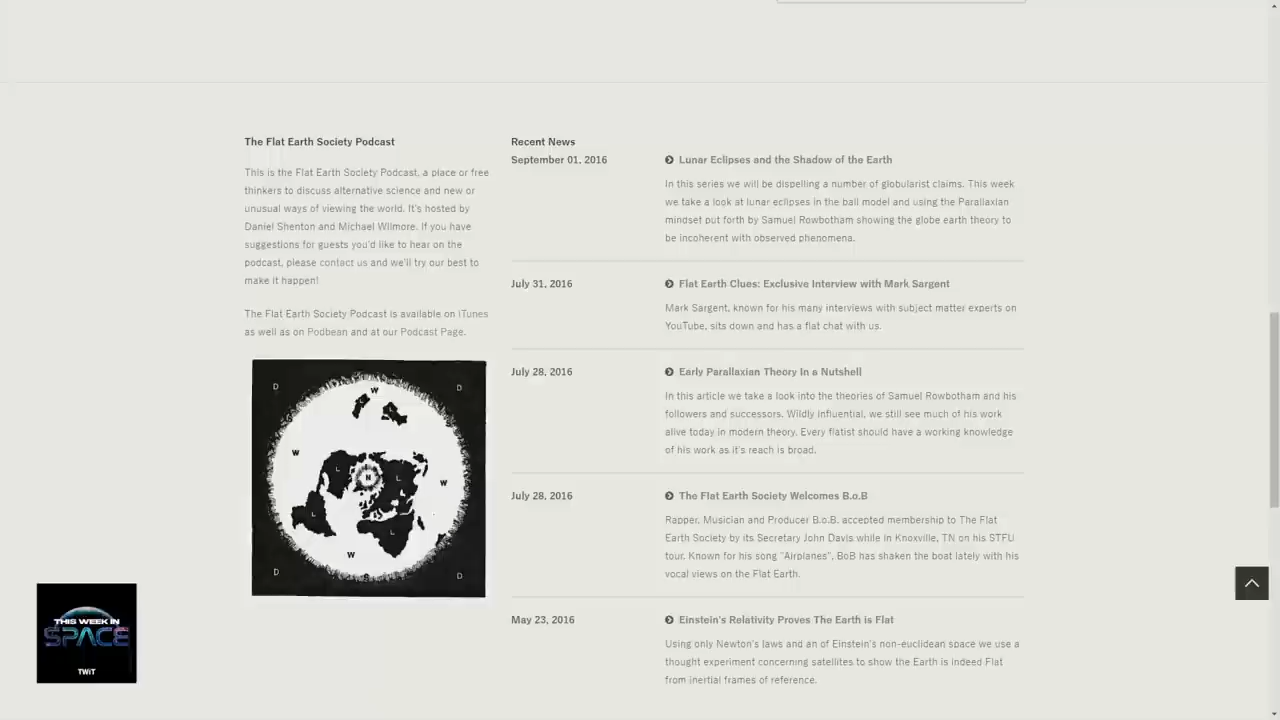 The Flat Earth Society Podcast
This is the Flat Earth Society Podcast, a place or free
thinkers to discuss alternative science and new or
unusual ways of viewing the world. It's hosted by
Daniel Shenton and Michael Wilmore. If you have
suggestions for guests you'd like to hear on the
podcast, please contact us and we'll try our best to
make it happen!
The Flat Earth Society Podcast is available on iTunes
as well as on Podbean and at our Podcast Page.
D
D
W
L
W
L
N
L
W
L
L
W
S
D
D
Recent News
September 01, 2016
Lunar Eclipses and the Shadow of the Earth
In this series we will be dispelling a number of globularist claims. This week
we take a look at lunar eclipses in the ball model and using the Parallaxian
mindset put forth by Samuel Rowbotham showing the globe earth theory to
be incoherent with observed phenomena.
July 31, 2016
Flat Earth Clues: Exclusive Interview with Mark Sargent
Mark Sargent, known for his many interviews with subject matter experts on
YouTube, sits down and has a flat chat with us.
July 28, 2016
Early Parallaxian Theory In a Nutshell
In this article we take a look into the theories of Samuel Rowbotham and his
followers and successors. Wildly influential, we still see much of his work
alive today in modern theory. Every flatist should have a working knowledge
of his work as it's reach is broad.
July 28, 2016
The Flat Earth Society Welcomes B.o.B
Rapper, Musician and Producer B.o.B. accepted membership to The Flat
Earth Society by its Secretary John Davis while in Knoxville, TN on his STFU
tour. Known for his song "Airplanes", BoB has shaken the boat lately with his
vocal views on the Flat Earth.
May 23, 2016
Einstein's Relativity Proves The Earth is Flat
Using only Newton's laws and an of Einstein's non-euclidean space we use a
thought experiment concerning satellites to show the Earth is indeed Flat
from inertial frames of reference.
THIS WEEK IN
SPACE
TWiT